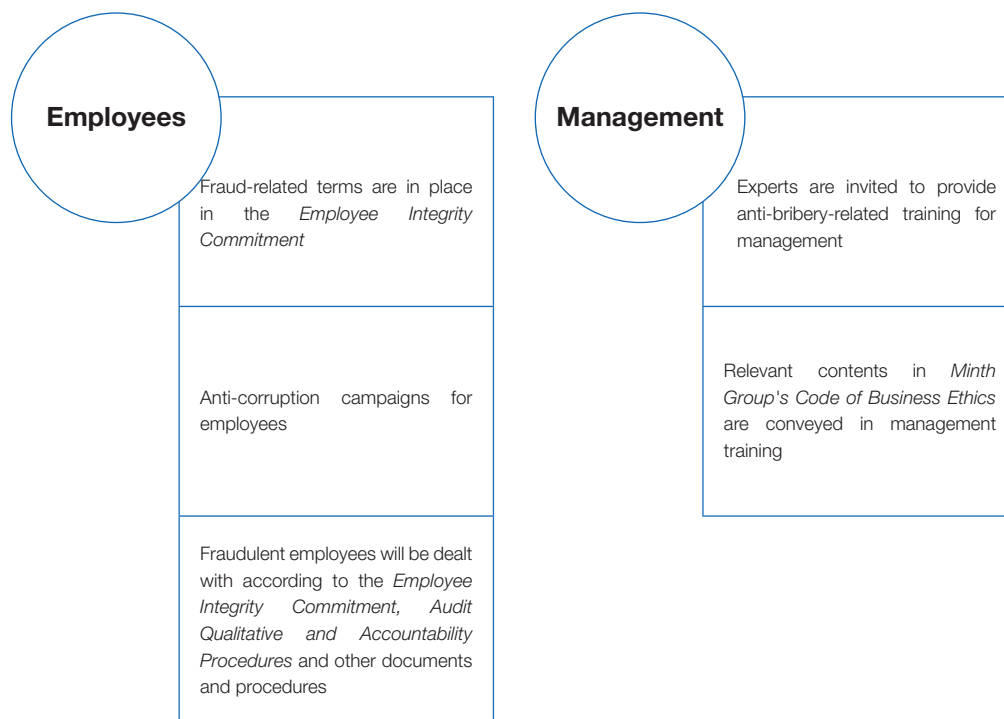 Employees
Fraud-related terms are in place
in the Employee Integrity
Commitment
Anti-corruption campaigns for
employees
Fraudulent employees will be dealt
with according to the Employee
Integrity Commitment, Audit
Qualitative and Accountability
Procedures and other documents
and procedures
Management
Experts are invited to provide
anti-bribery-related training for
management
Relevant contents in Minth
Group's Code of Business Ethics
are conveyed in management
training